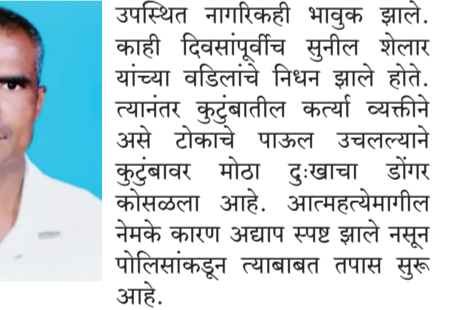 उपस्थित नागरिकही भावुक झाले.
काही दिवसांपूर्वीच सुनील शेलार
यांच्या वडिलांचे निधन झाले होते.
त्यानंतर कुटुंबातील कर्त्या व्यक्तीने
असे टोकाचे पाऊल उचलल्याने
कुटुंबावर मोठा दुःखाचा डोंगर
कोसळला आहे. आत्महत्येमागील
नेमके कारण अद्याप स्पष्ट झाले नसून
पोलिसांकडून त्याबाबत तपास सुरू
आहे.